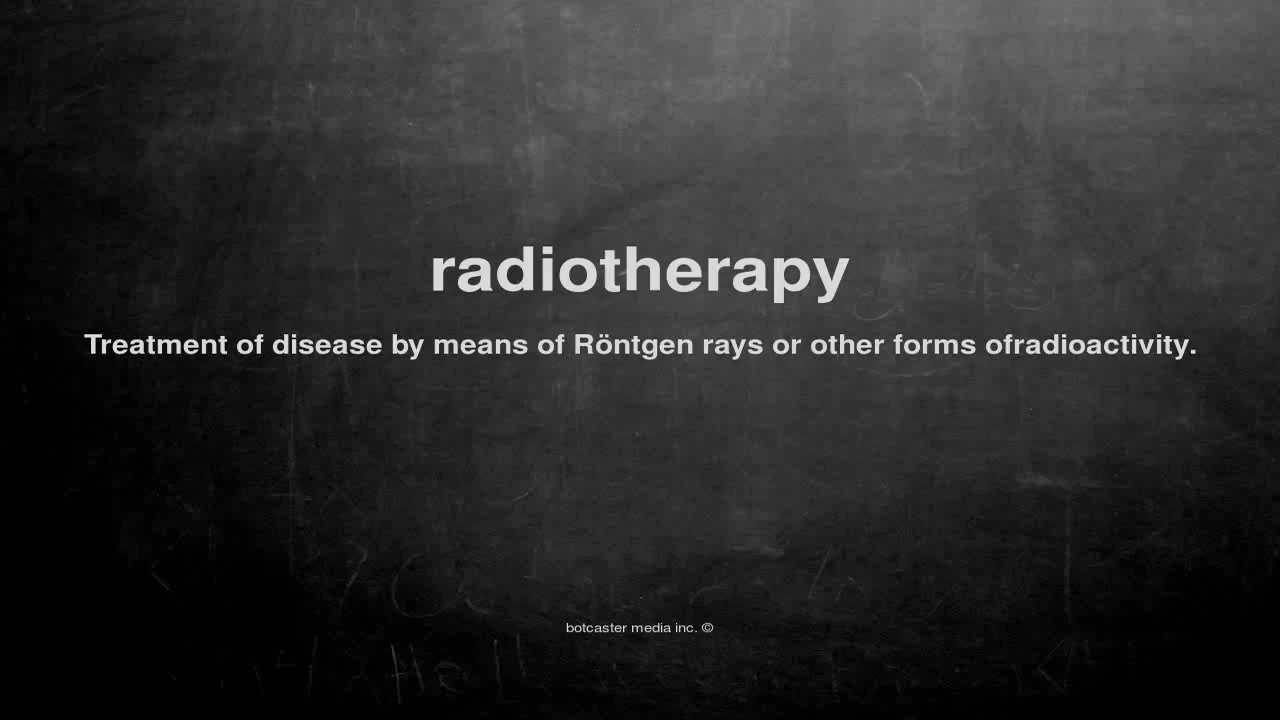 radiotherapy
Treatment of disease by means of Röntgen rays or other forms ofradioactivity.
botcaster media inc. ©